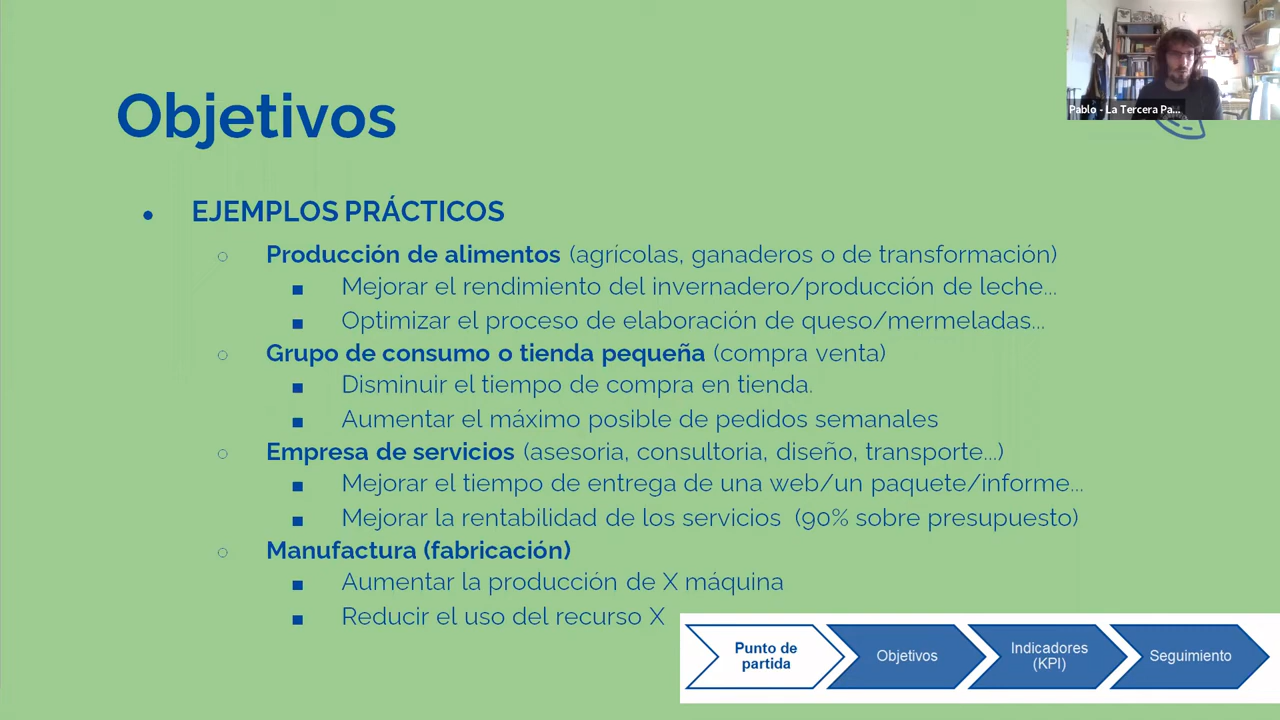 Objetivos
Pablo - La Tercera Pa...
● EJEMPLOS PRÁCTICOS
○ Producción de alimentos (agrícolas, ganaderos o de transformación)
■ Mejorar el rendimiento del invernadero/producción de leche...
■ Optimizar el proceso de elaboración de queso/mermeladas...
○ Grupo de consumo o tienda pequeña (compra venta)
■ Disminuir el tiempo de compra en tienda.
■ Aumentar el máximo posible de pedidos semanales
○ Empresa de servicios (asesoria, consultoria, diseño, transporte...)
■ Mejorar el tiempo de entrega de una web/un paquete/informe...
■ Mejorar la rentabilidad de los servicios (90% sobre presupuesto)
○ Manufactura (fabricación)
■ Aumentar la producción de X máquina
■ Reducir el uso del recurso X
Punto de
partida
Objetivos
Indicadores
(KPI)
Seguimiento